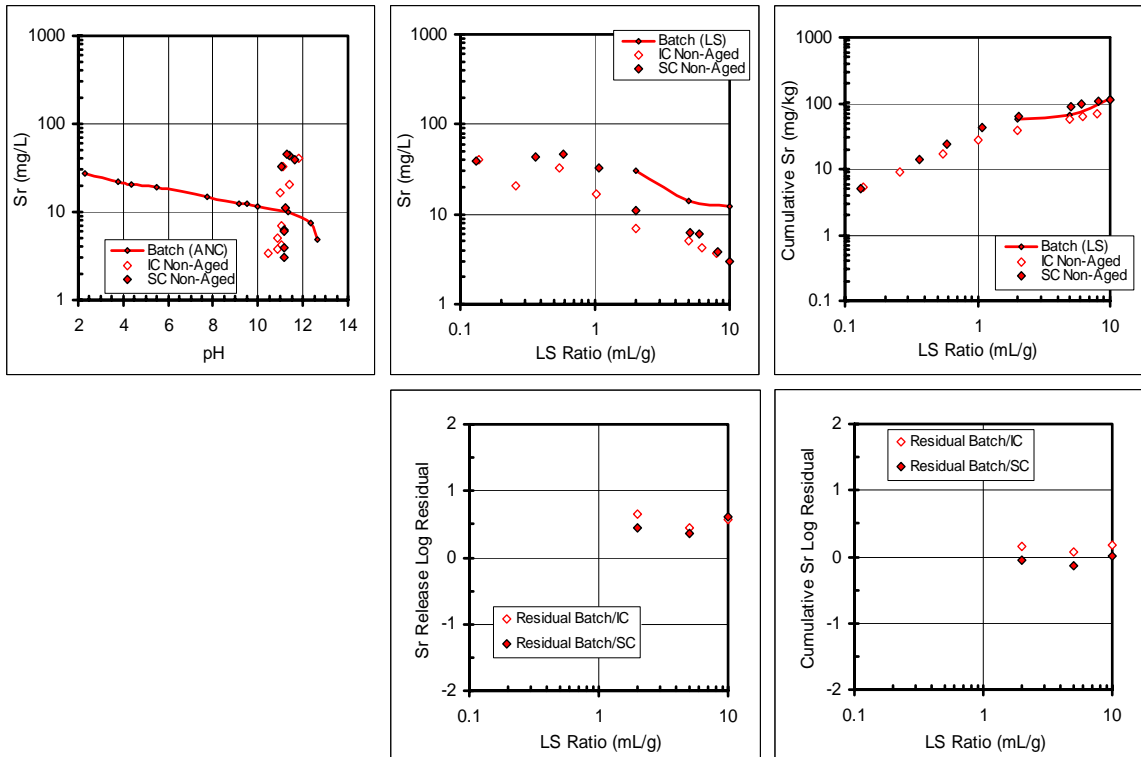 1000
100
10
1
Sr (mg/L)
Batch (ANC)
IC Non-Aged
SC Non-Aged
2 4 6 8 10 12 14
pH
1000
100
10
1
Sr (mg/L)
Batch (LS)
IC Non-Aged
SC Non-Aged
0.1 1 10
LS Ratio (mL/g)
1000
100
10
1
0.1
Cumulative Sr (mg/kg)
Batch (LS)
IC Non-Aged
SC Non-Aged
0.1 1 10
LS Ratio (mL/g)
2
1
0
-1
-2
Sr Release Log Residual
Residual Batch/IC
Residual Batch/SC
0.1 1 10
LS Ratio (mL/g)
2
1
0
-1
-2
Cumulative Sr Log Residual
Residual Batch/IC
Residual Batch/SC
0.1 1 10
LS Ratio (mL/g)